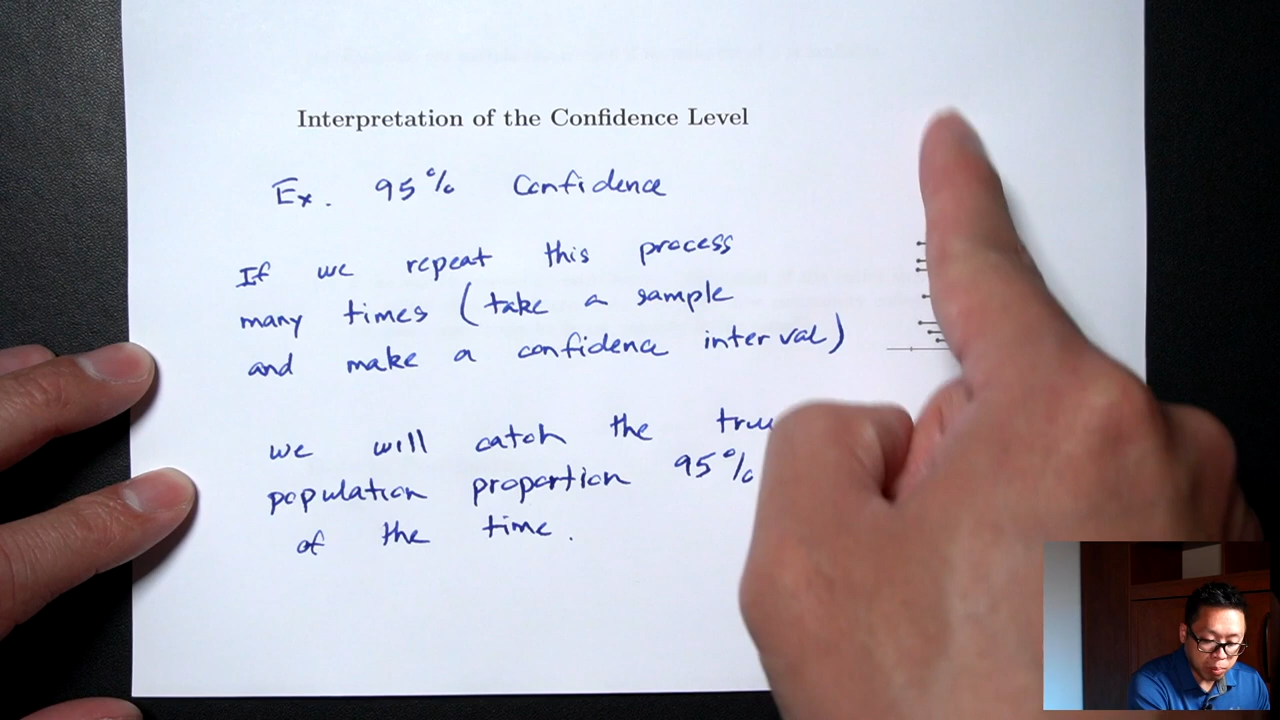 Interpretation of the Confidence Level
Ex. 95% Confidence
If we repeat this process
many times (take a sample
and make a confidence interval)
we will catch the
population proportion 95%
of the time.